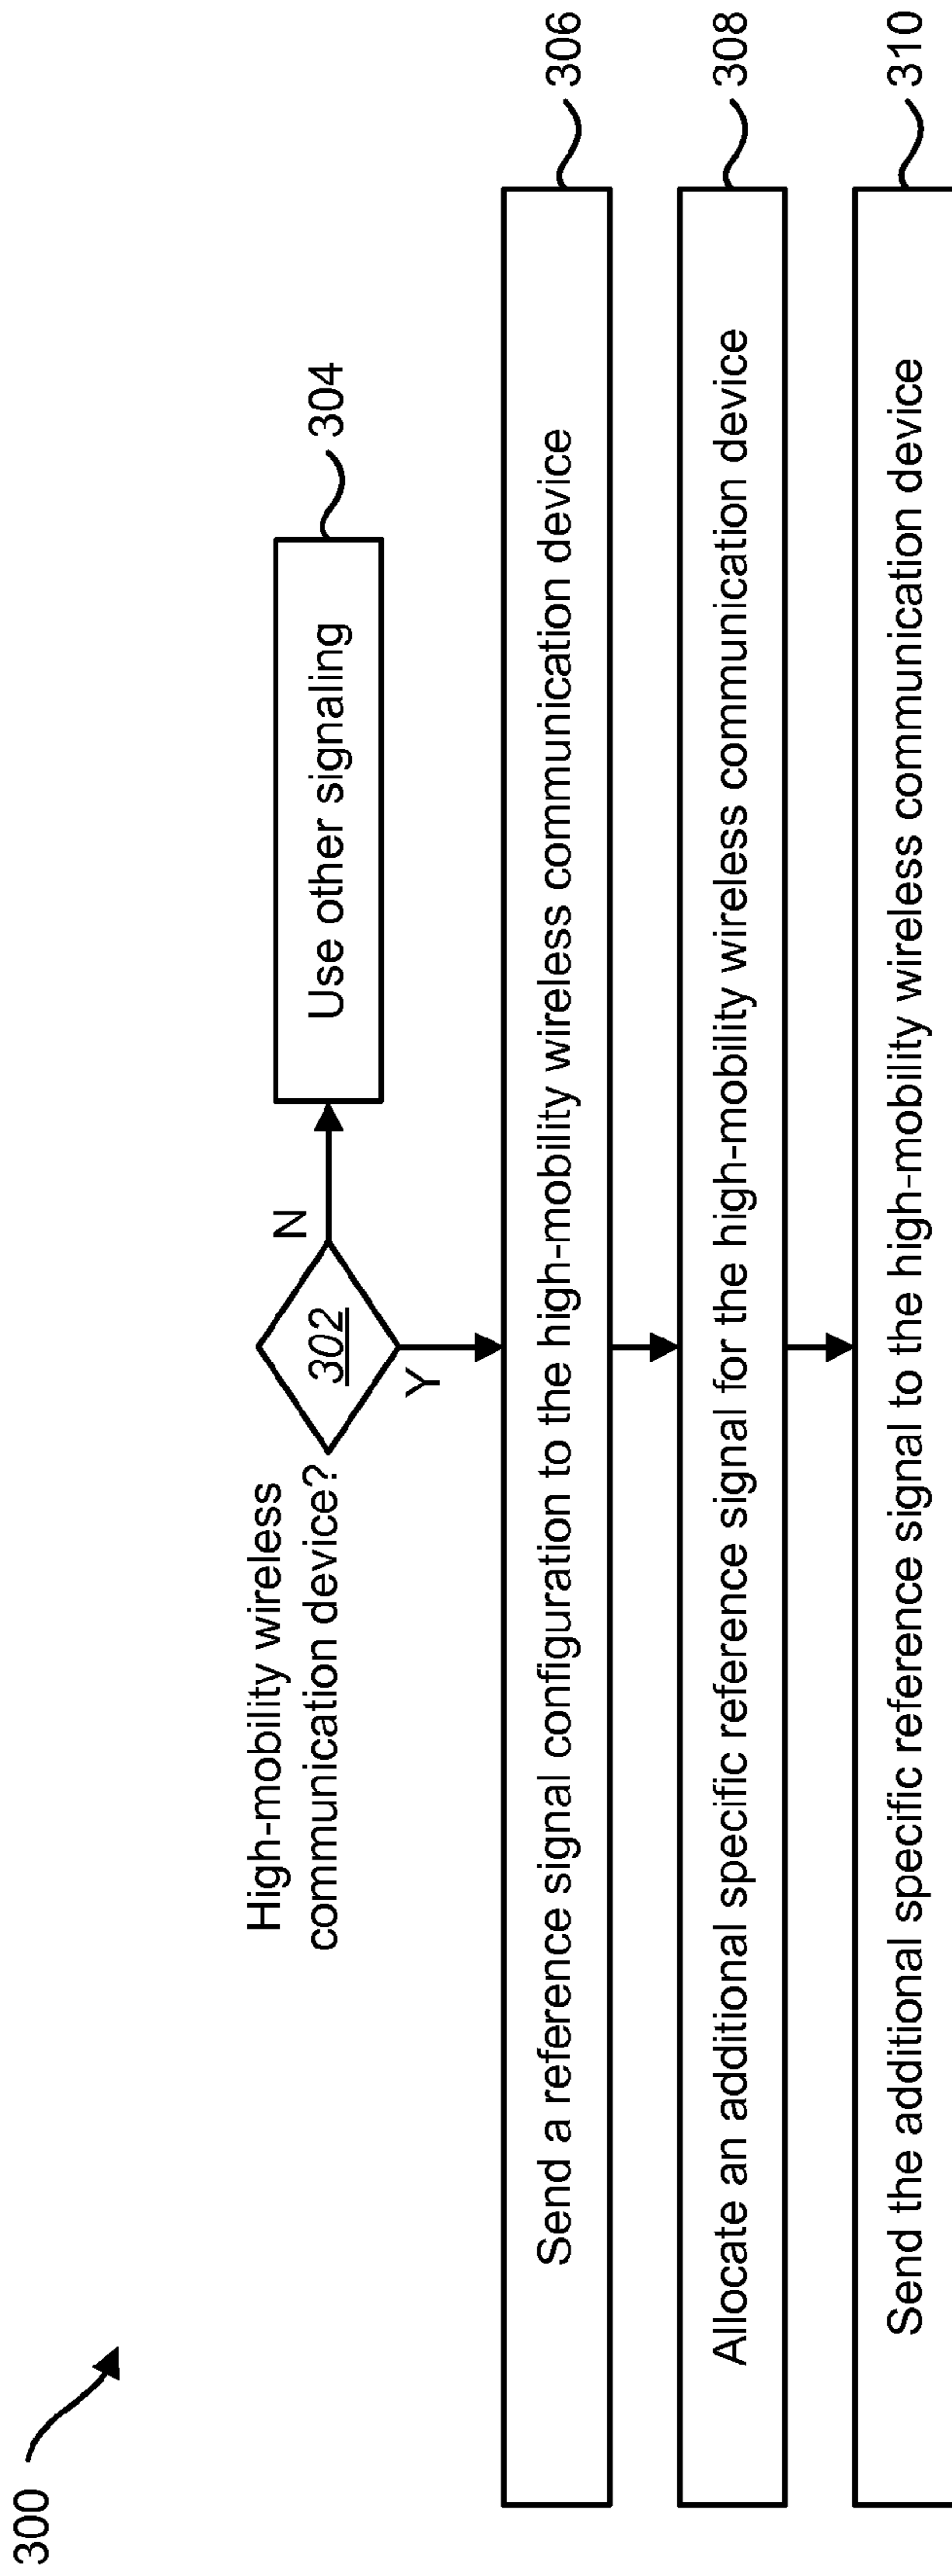 300
High-mobility wireless
communication device?
302
N
Y
Use other signaling
304
Send a reference signal configuration to the high-mobility wireless communication device
306
Allocate an additional specific reference signal for the high-mobility wireless communication device
308
Send the additional specific reference signal to the high-mobility wireless communication device
310